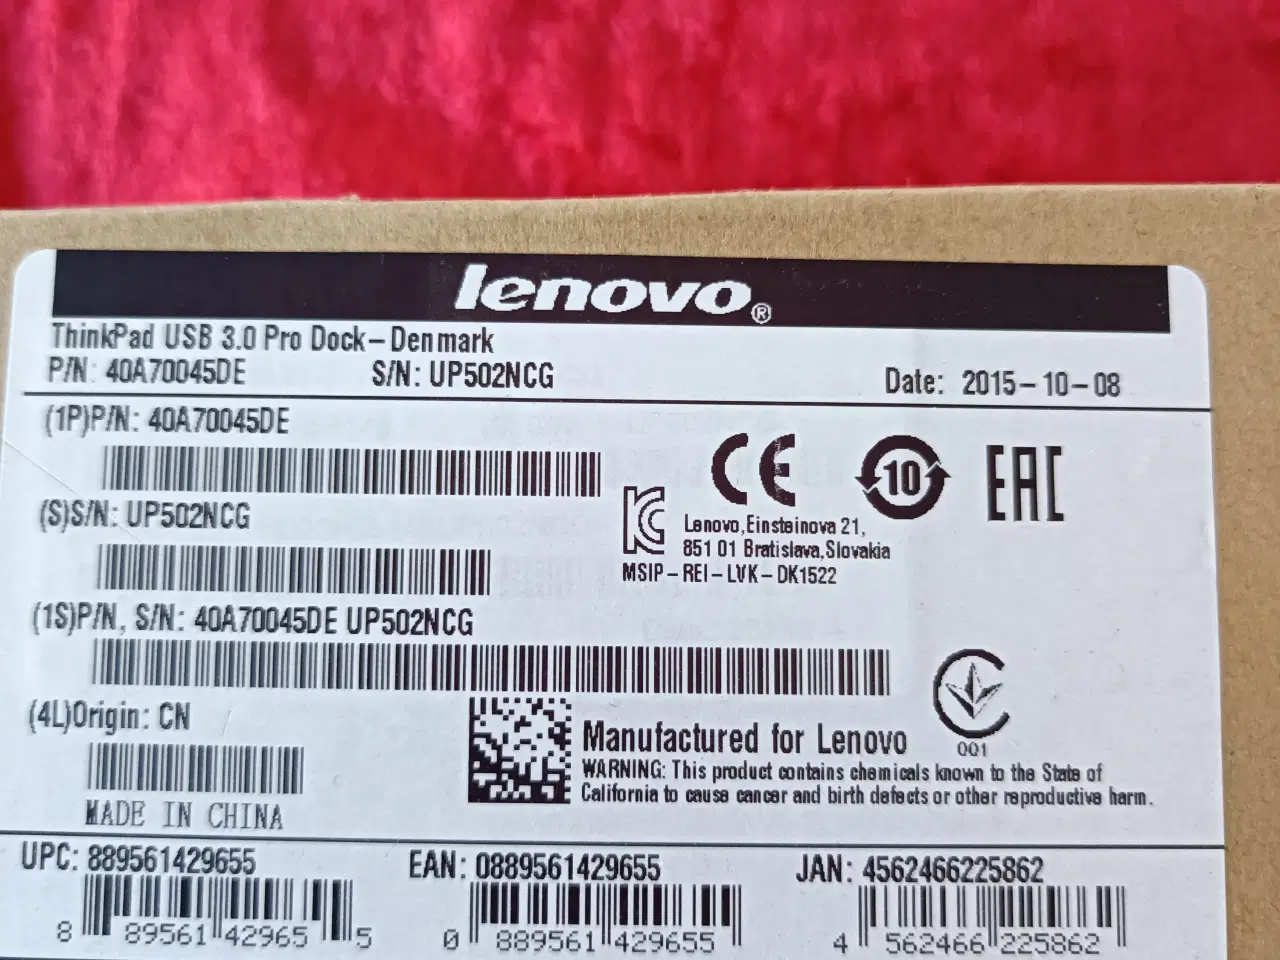 lenovo®
ThinkPad USB 3.0 Pro Dock-Denmark
P/N: 40A70045DE S/N: UP502NCG Date: 2015-10-08
(1P)P/N: 40A70045DE
CE 10 EAC
(S)S/N: UP502NCG
Lenovo,Einsteinova 21,
851 01 Bratislava,Slovakia
MSIP-REI-LVK-DK1522
(1S)P/N, S/N: 40A70045DE UP502NCG
(4L)Origin: CN
001
Manufactured for Lenovo
WARNING: This product contains chemicals known to the State of
California to cause cancer and birth defects or other reproductive harm.
MADE IN CHINA
UPC: 889561429655 EAN: 0889561429655 JAN: 4562466225862
8 89561 42965 5 0 889561 429655 4 562466 225862